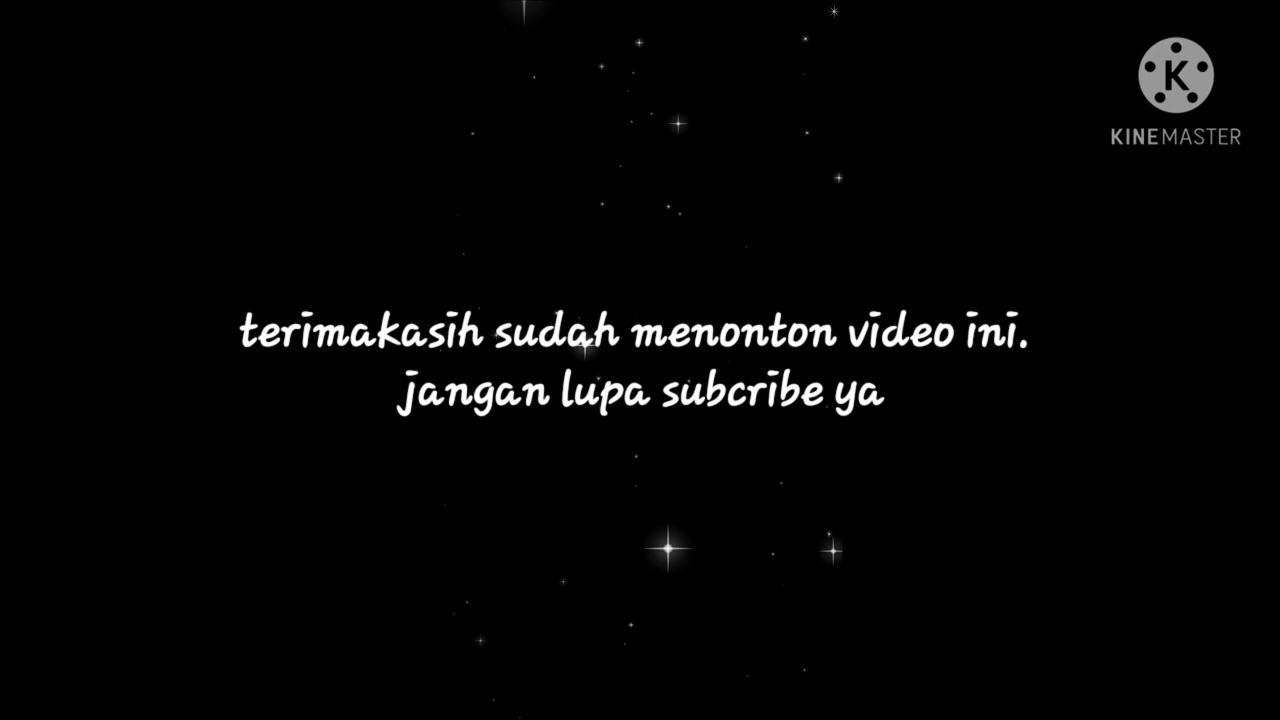 K
KINEMASTER
terimakasih sudah menonton video ini.
jangan lupa subcribe ya